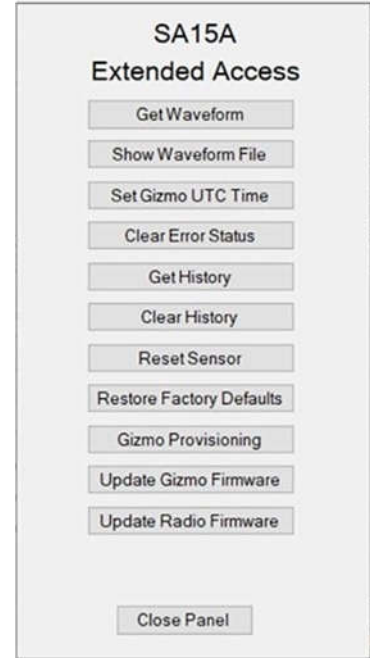 SA15A
Extended Access
Get Waveform
Show Waveform File
Set Gizmo UTC Time
Clear Error Status
Get History
Clear History
Reset Sensor
Restore Factory Defaults
Gizmo Provisioning
Update Gizmo Firmware
Update Radio Firmware
Close Panel